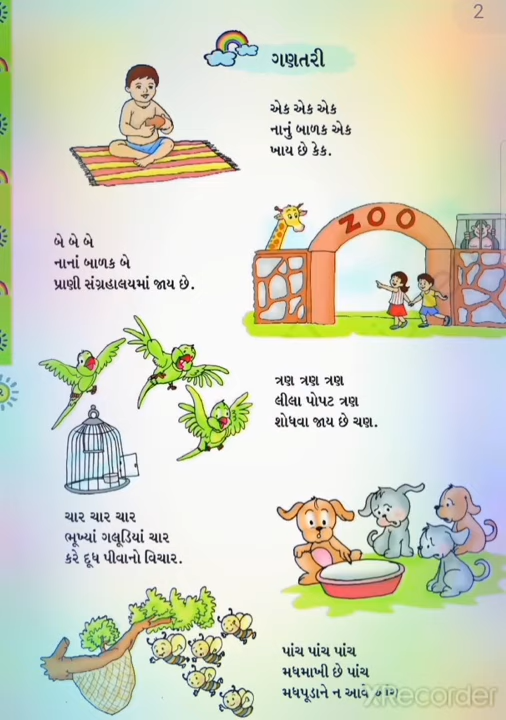 2
ગણતરી
એક એક એક
નાનું બાળક એક
ખાય છે કેક.
ZOO
બે બે બે
નાનાં બાળક બે
પ્રાણી સંગ્રહાલયમાં જાય છે.
ત્રણ ત્રણ ત્રણ
લીલા પોપટ ત્રણ
શોધવા જાય છે ચણ.
ચાર ચાર ચાર
ભૂખ્યાં ગલૂડિયાં ચાર
કરે દૂધ પીવાનો વિચાર.
પાંચ પાંચ પાંચ
મધમાખી છે પાંચ
મધપૂડાને ન આવે
XRecorder